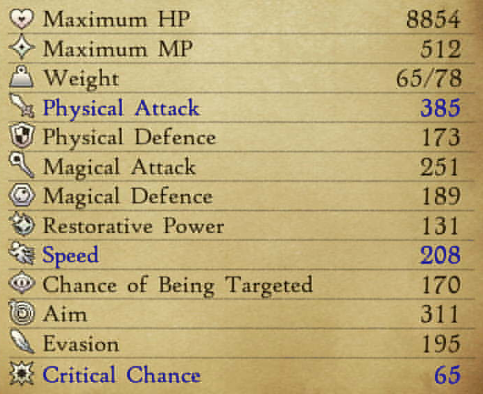 Maximum HP 8854
Maximum MP 512
Weight 65/78
Physical Attack 385
Physical Defence 173
Magical Attack 251
Magical Defence 189
Restorative Power 131
Speed 208
Chance of Being Targeted 170
Aim 311
Evasion 195
Critical Chance 65